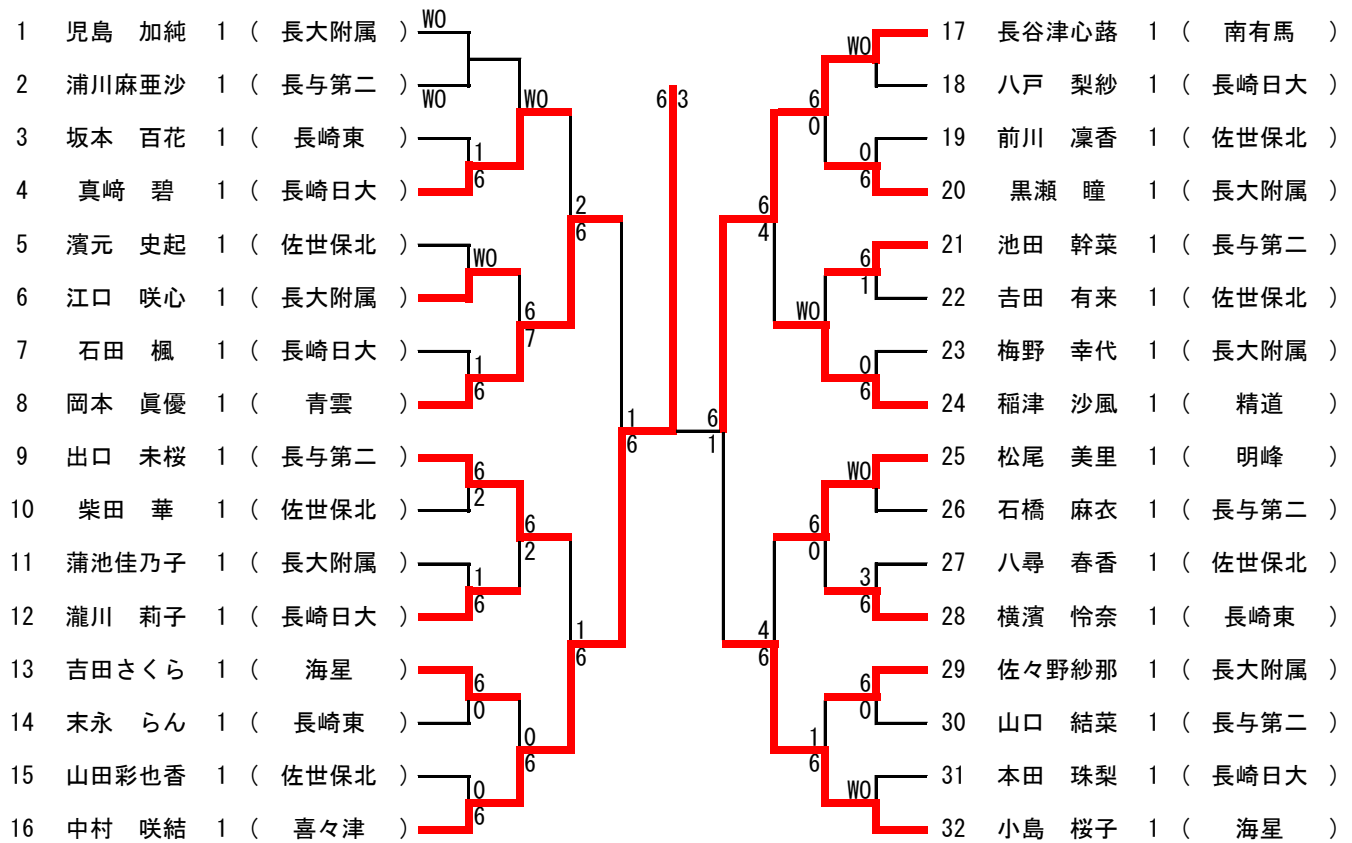 1 児島 加純 1 ( 長大附属 ) WO
2 浦川麻亜沙 1 ( 長与第二 ) WO
WO
3 坂本 百花 1 ( 長崎東 )
1
6
4 真﨑 碧 1 ( 長崎日大 )
2
6
5 濱元 史起 1 ( 佐世保北 )
WO
6 江口 咲心 1 ( 長大附属 )
6
7
7 石田 楓 1 ( 長崎日大 )
1
6
8 岡本 眞優 1 ( 青雲 )
1
6
9 出口 未桜 1 ( 長与第二 )
6
2
10 柴田 華 1 ( 佐世保北 )
6
2
11 蒲池佳乃子 1 ( 長大附属 )
1
6
12 瀧川 莉子 1 ( 長崎日大 )
1
6
13 吉田さくら 1 ( 海星 )
6
0
14 末永 らん 1 ( 長崎東 )
0
6
15 山田彩也香 1 ( 佐世保北 )
0
6
16 中村 咲結 1 ( 喜々津 )
6 3
17 長谷津心蕗 1 ( 南有馬 )
WO
18 八戸 梨紗 1 ( 長崎日大 )
6
0
19 前川 凜香 1 ( 佐世保北 )
0
6
20 黒瀬 瞳 1 ( 長大附属 )
6
4
21 池田 幹菜 1 ( 長与第二 )
6
1
22 𠮷田 有来 1 ( 佐世保北 )
WO
23 梅野 幸代 1 ( 長大附属 )
0
6
24 稲津 沙風 1 ( 精道 )
6
1
25 松尾 美里 1 ( 明峰 )
WO
26 石橋 麻衣 1 ( 長与第二 )
6
0
27 八尋 春香 1 ( 佐世保北 )
3
6
28 横濱 怜奈 1 ( 長崎東 )
4
6
29 佐々野紗那 1 ( 長大附属 )
6
0
30 山口 結菜 1 ( 長与第二 )
1
6
31 本田 珠梨 1 ( 長崎日大 )
WO
32 小島 桜子 1 ( 海星 )